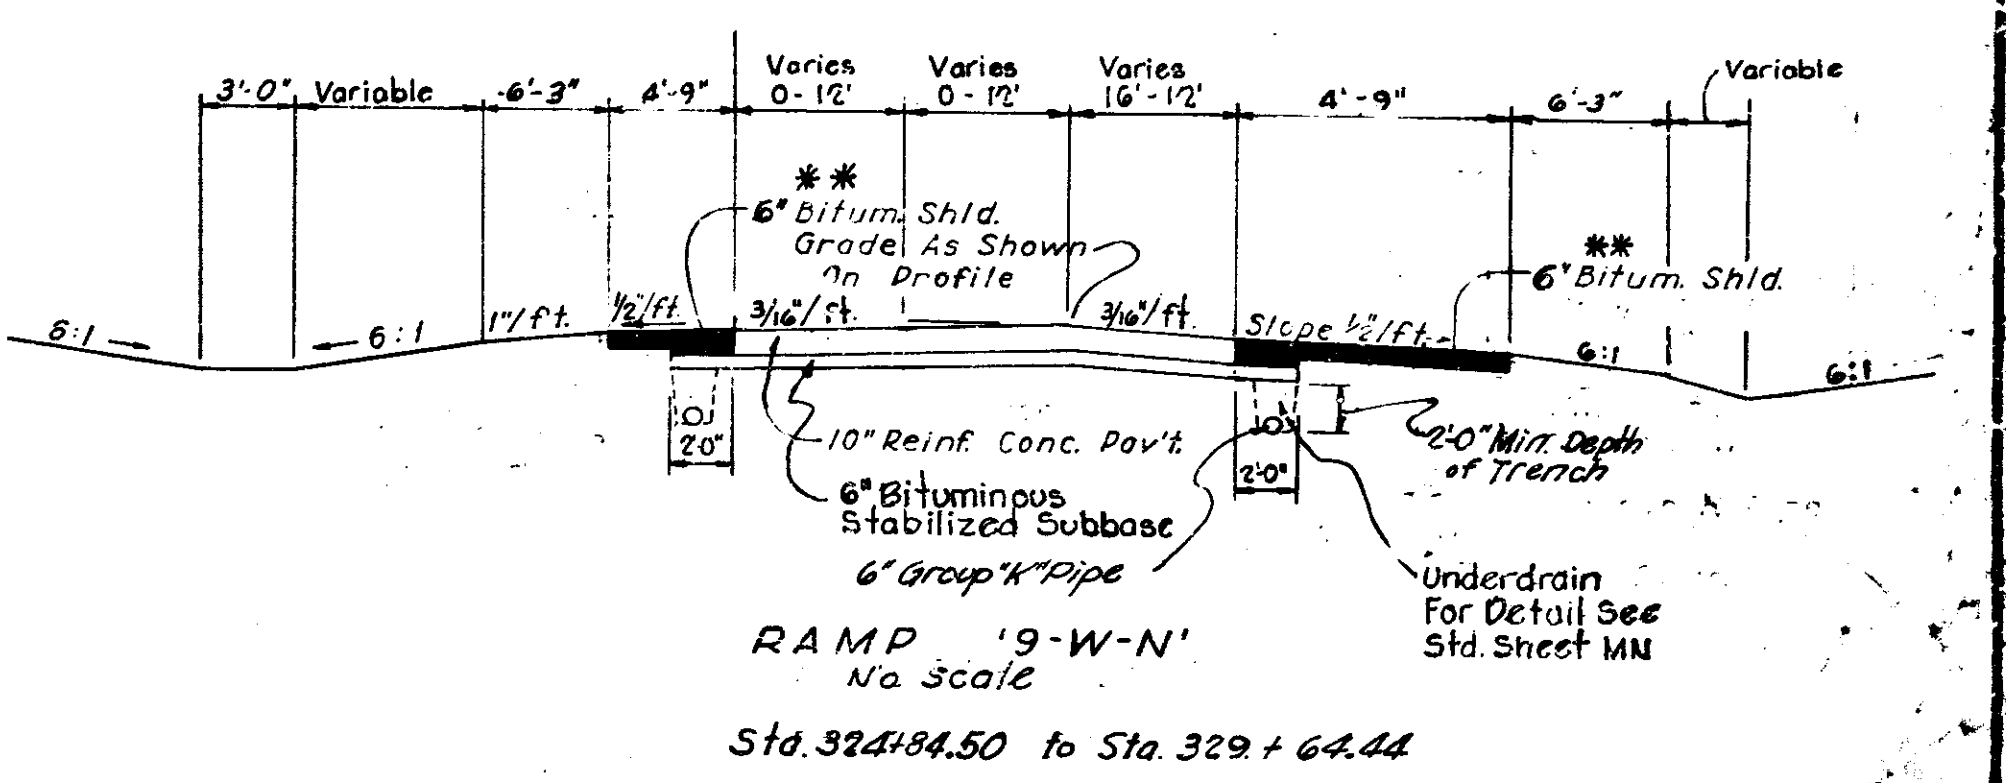 Varies Varies Varies Variable
3'-0" Variable 6'-3" 4'-9" 0-12' 0-12' 16'-12' 4'-9" 6'-3"
**
6" Bitum. Shld.
Grade As Shown
On Profile
**
6" Bitum. Shld.
6:1 6:1 1"/ft. 1/2"/ft. 3/16"/ft. 3/16"/ft. Slope 1/2"/ft. 6:1 6:1
2'0" 10" Reinf. Conc. Pav't. 2'0" 2'-0" Min. Depth
of Trench
6" Bituminous
Stabilized Subbase
6" Group "K" Pipe
Underdrain
For Detail See
Std. Sheet MN
RAMP '9-W-N'
No Scale
Sta. 324+84.50 to Sta. 329 + 64.44